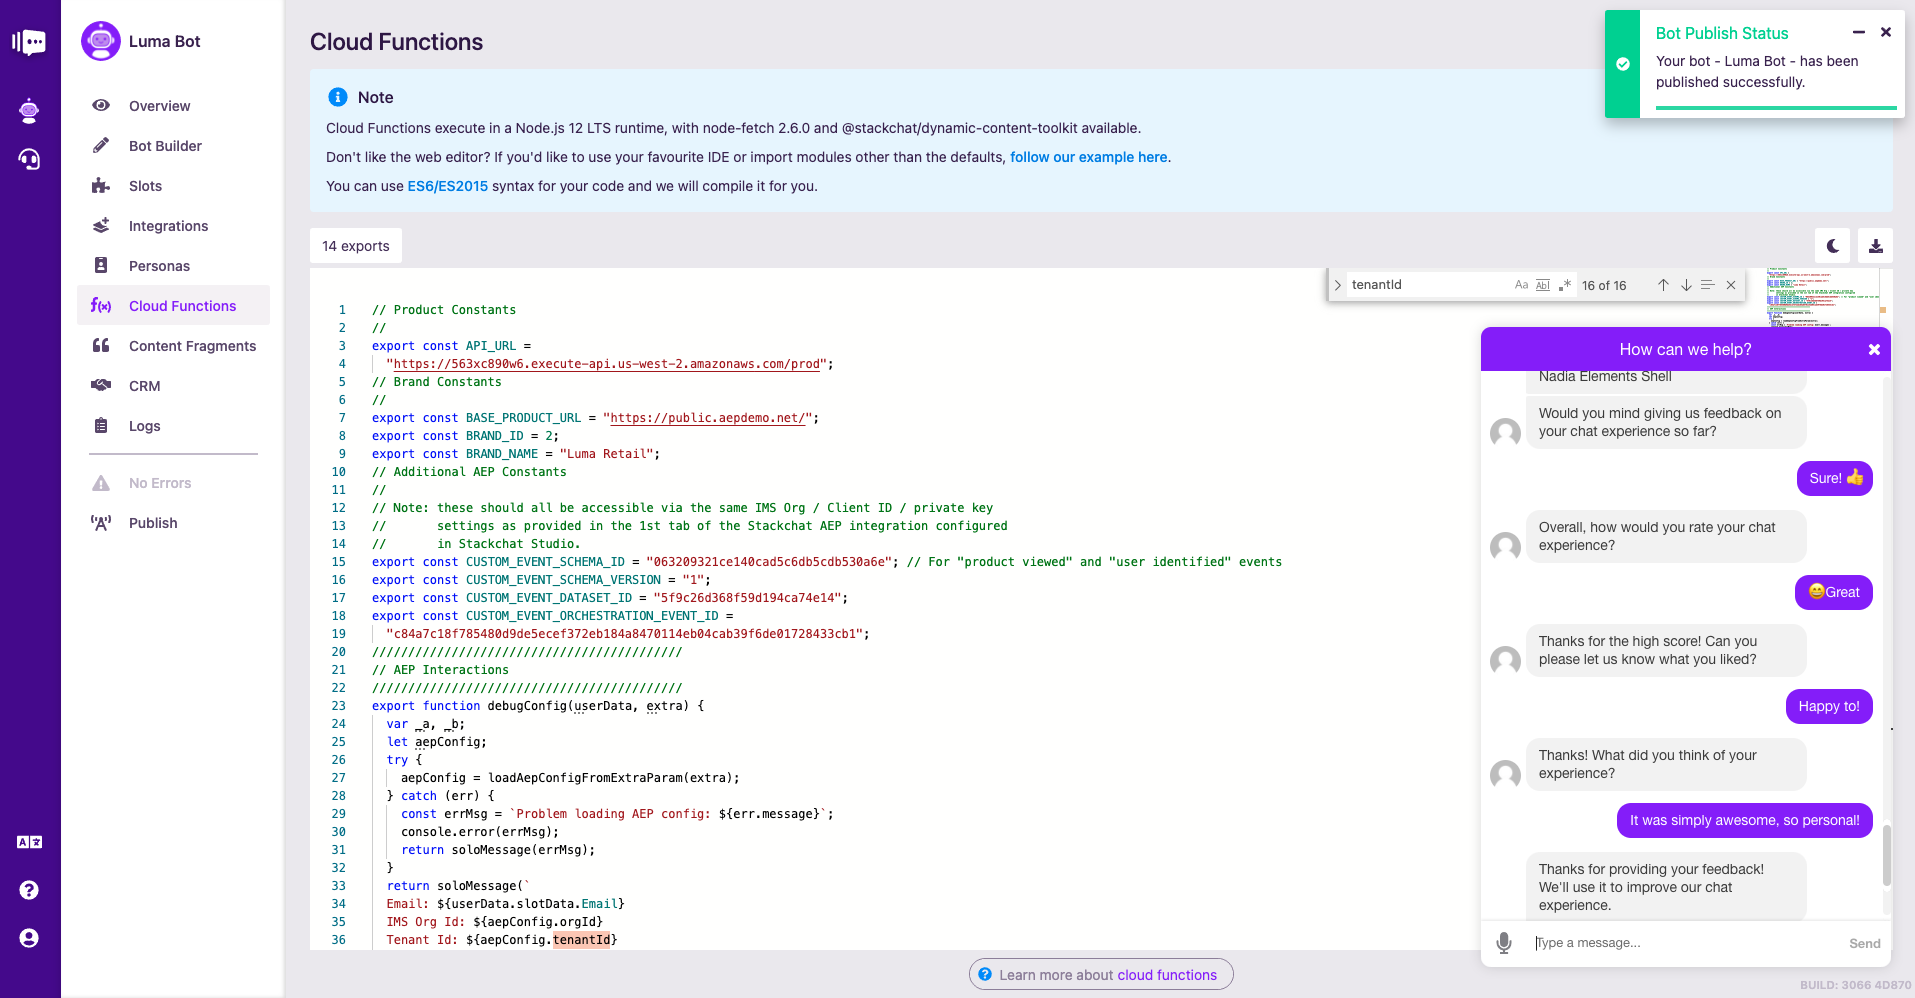 Luma Bot
Overview
Bot Builder
Slots
Integrations
Personas
f(x) Cloud Functions
Content Fragments
CRM
Logs
No Errors
Publish
Cloud Functions
Note
Cloud Functions execute in a Node.js 12 LTS runtime, with node-fetch 2.6.0 and @stackchat/dynamic-content-toolkit available.
Don't like the web editor? If you'd like to use your favourite IDE or import modules other than the defaults, follow our example here.
You can use ES6/ES2015 syntax for your code and we will compile it for you.
Bot Publish Status
Your bot - Luma Bot - has been
published successfully.
14 exports
tenantId
Aa Abl .*
16 of 16
1 // Product Constants
2 //
3 export const API_URL =
4 "https://563xc890w6.execute-api.us-west-2.amazonaws.com/prod";
5 // Brand Constants
6 //
7 export const BASE_PRODUCT_URL = "https://public.aepdemo.net/";
8 export const BRAND_ID = 2;
9 export const BRAND_NAME = "Luma Retail";
10 // Additional AEP Constants
11 //
12 // Note: these should all be accessible via the same IMS Org / Client ID / private key
13 // settings as provided in the 1st tab of the Stackchat AEP integration configured
14 // in Stackchat Studio.
15 export const CUSTOM_EVENT_SCHEMA_ID = "063209321ce140cad5c6db5cdb530a6e"; // For "product viewed" and "user identified" events
16 export const CUSTOM_EVENT_SCHEMA_VERSION = "1";
17 export const CUSTOM_EVENT_DATASET_ID = "5f9c26d368f59d194ca74e14";
18 export const CUSTOM_EVENT_ORCHESTRATION_EVENT_ID =
19 "c84a7c18f785480d9de5ecef372eb184a8470114eb04cab39f6de01728433cb1";
20 ///////////////////////////////////////////
21 // AEP Interactions
22 ///////////////////////////////////////////
23 export function debugConfig(userData, extra) {
24 var _a, _b;
25 let aepConfig;
26 try {
27 aepConfig = loadAepConfigFromExtraParam(extra);
28 } catch (err) {
29 const errMsg = `Problem loading AEP config: ${err.message}`;
30 console.error(errMsg);
31 return soloMessage(errMsg);
32 }
33 return soloMessage(`
34 Email: ${userData.slotData.Email}
35 IMS Org Id: ${aepConfig.orgId}
36 Tenant Id: ${aepConfig.tenantId}
How can we help?
Nadia Elements Shell
Would you mind giving us feedback on
your chat experience so far?
Sure! 👍
Overall, how would you rate your chat
experience?
😄Great
Thanks for the high score! Can you
please let us know what you liked?
Happy to!
Thanks! What did you think of your
experience?
It was simply awesome, so personal!
Thanks for providing your feedback!
We'll use it to improve our chat
experience.
Type a message...
Send
Learn more about cloud functions
BUILD: 3066 4D870